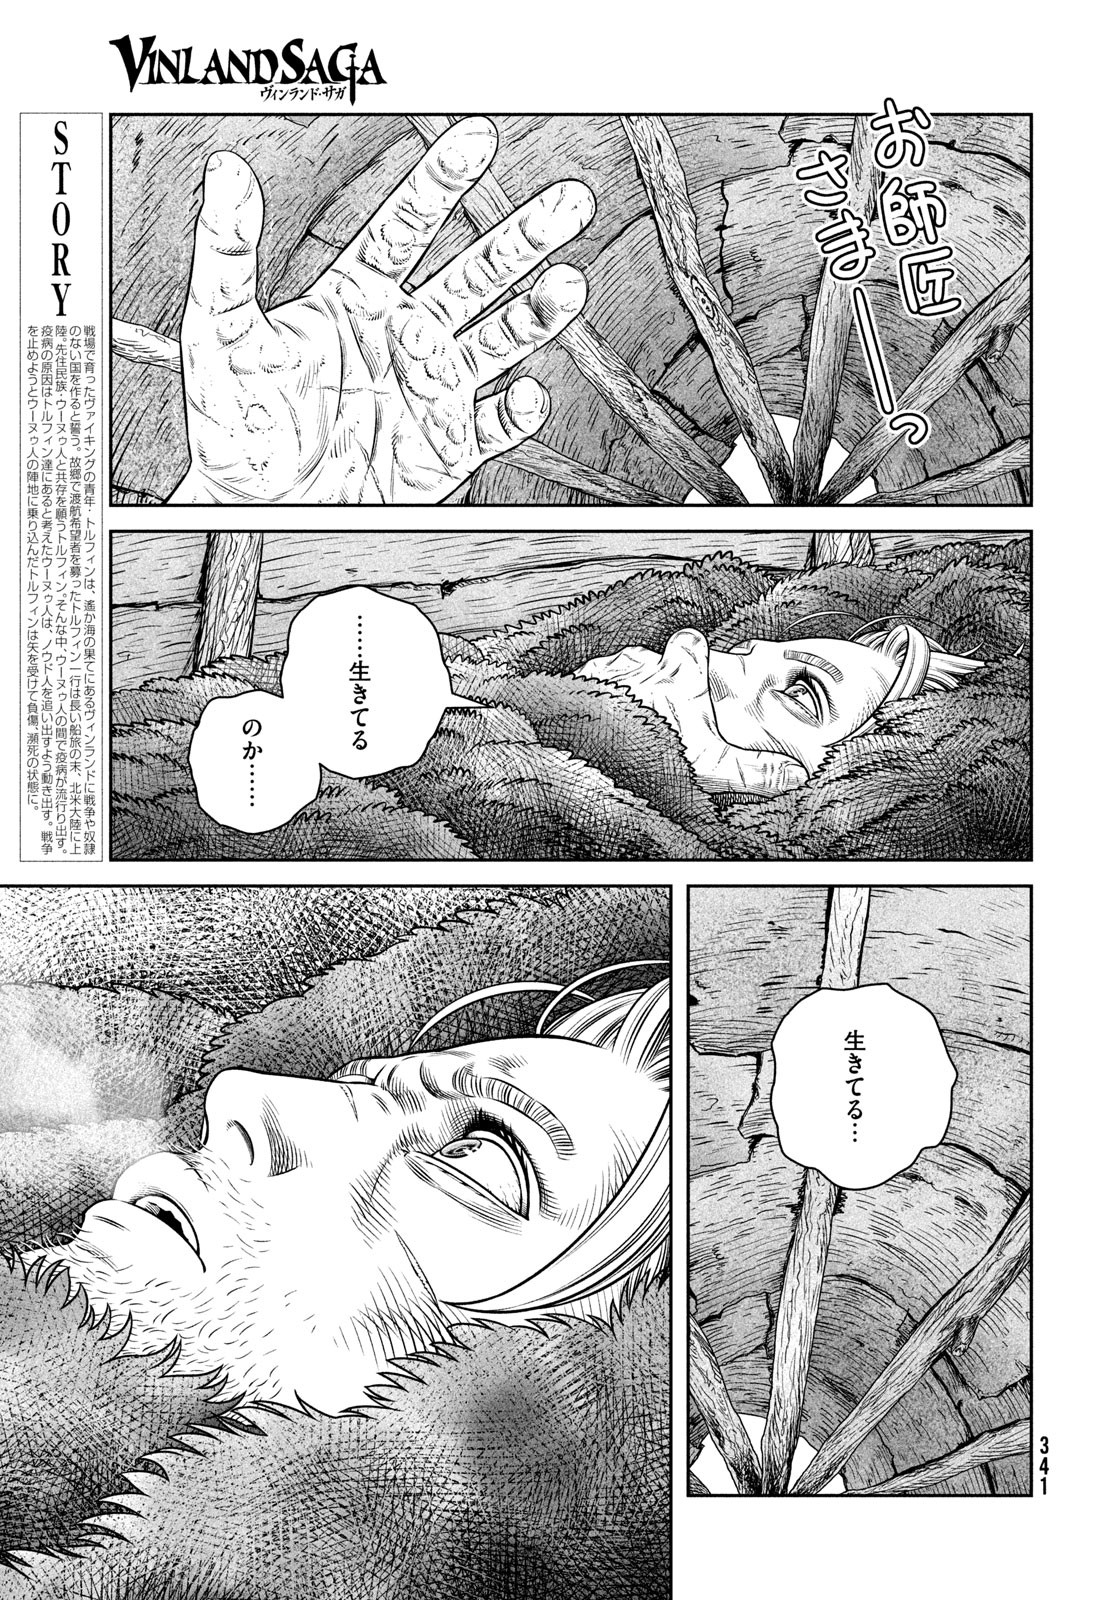 VINLAND SAGA
ヴィンランド・サガ
STORY
戦場で育ったヴァイキングの青年・トルフィンは、遙か海の果てにあるヴィンランドに戦争や奴隷
のない国を作ると誓う。故郷で渡航希望者を募ったトルフィン一行は長い船旅の末、北米大陸に上
陸。先住民族・ウーヌゥ人と共存を願うトルフィン。そんな中、ウーヌゥ人の間で疫病が流行り出す。
疫病の原因はトルフィン達にあると考えたウーヌゥ人は、ノルド人を追い出すよう動き出す。戦争
を止めようとウーヌゥ人の陣地に乗り込んだトルフィンは矢を受けて負傷、瀕死の状態に。
お師匠
さまーーっ
……生きてる
のか……
生きてる…
341